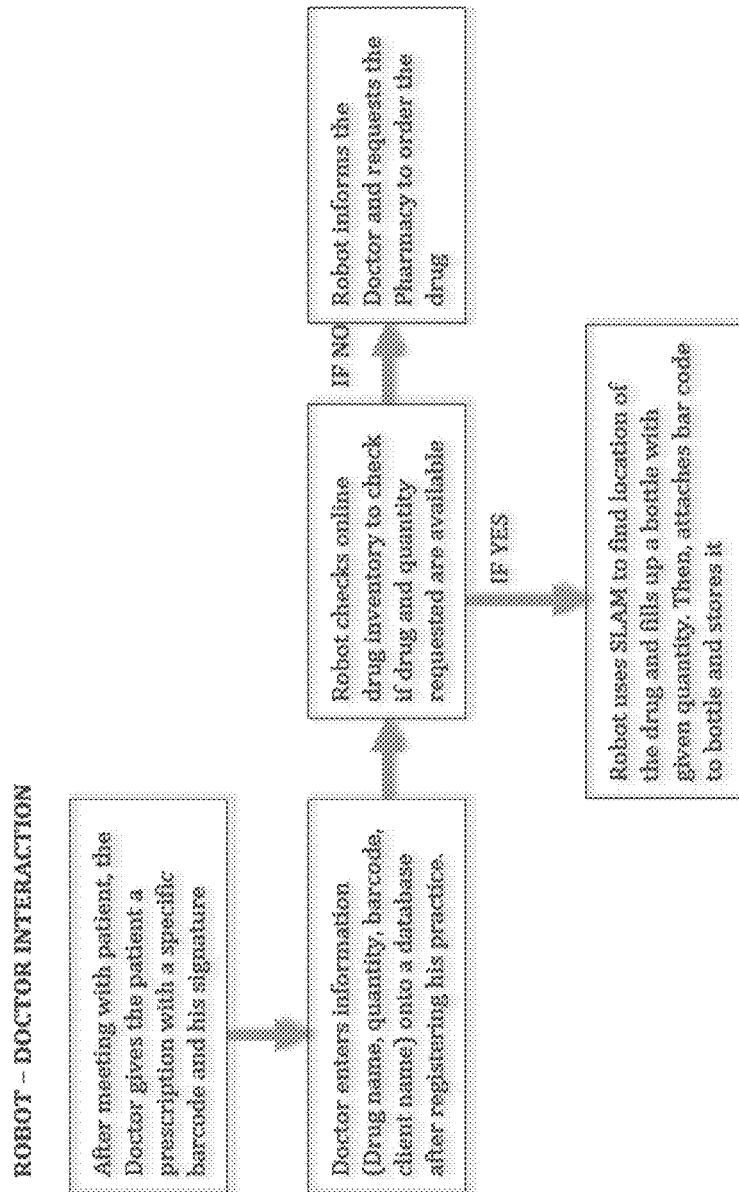 ROBOT – DOCTOR INTERACTION
After meeting with patient, the
Doctor gives the patient a
prescription with a specific
barcode and his signature
Doctor enters information
(Drug name, quantity, barcode,
client name) onto a database
after registering his practice.
Robot checks online
drug inventory to check
if drug and quantity
requested are available
IF NO
Robot informs the
Doctor and requests the
Pharmacy to order the
drug
IF YES
Robot uses SLAM to find location of
the drug and fills up a bottle with
given quantity. Then, attaches bar code
to bottle and stores it